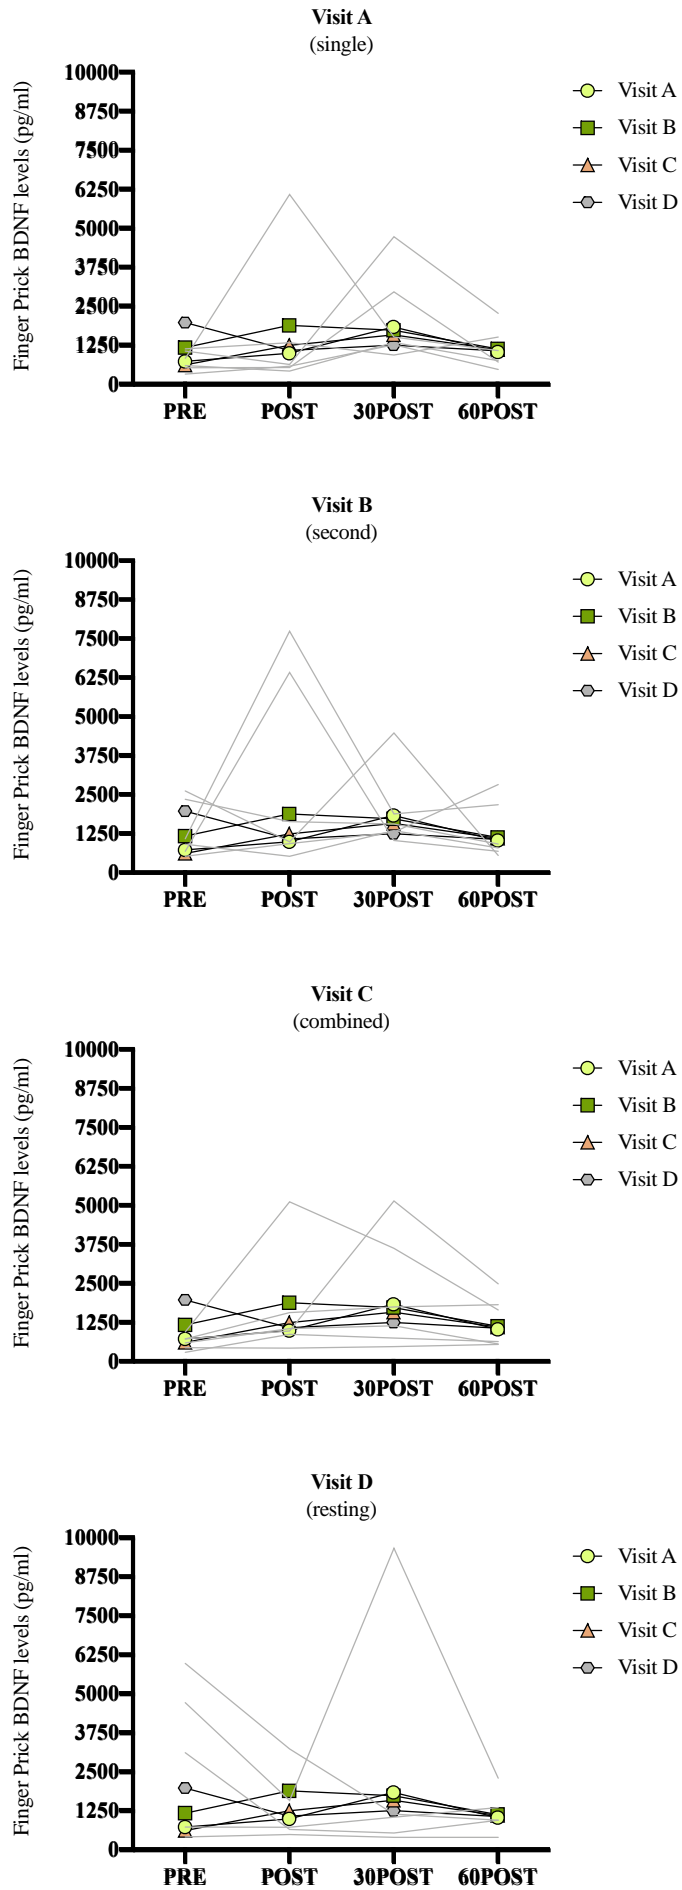 Visit A
(single)
Finger Prick BDNF levels (pg/ml)
10000
8750
7500
6250
5000
3750
2500
1250
0
PRE POST 30POST 60POST
Visit A
Visit B
Visit C
Visit D
Visit B
(second)
Finger Prick BDNF levels (pg/ml)
10000
8750
7500
6250
5000
3750
2500
1250
0
PRE POST 30POST 60POST
Visit A
Visit B
Visit C
Visit D
Visit C
(combined)
Finger Prick BDNF levels (pg/ml)
10000
8750
7500
6250
5000
3750
2500
1250
0
PRE POST 30POST 60POST
Visit A
Visit B
Visit C
Visit D
Visit D
(resting)
Finger Prick BDNF levels (pg/ml)
10000
8750
7500
6250
5000
3750
2500
1250
0
PRE POST 30POST 60POST
Visit A
Visit B
Visit C
Visit D